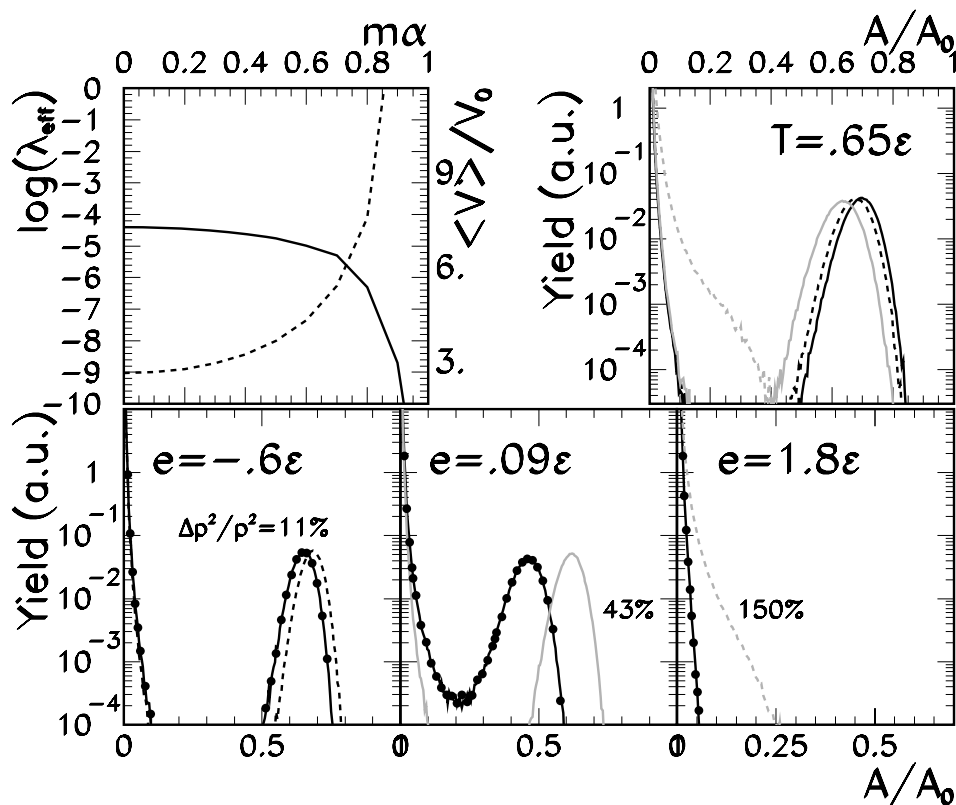 mα
A/A₀
0 0.2 0.4 0.6 0.8 1
0 0.2 0.4 0.6 0.8 1
log(λeff)
0
−1
−2
−3
−4
−5
−6
−7
−8
−9
−10
<V>/V₀
9.
6.
3.
Yield (a.u.)
1
10⁻¹
10⁻²
10⁻³
10⁻⁴
10⁻
T=.65ε
Yield (a.u.)
1
10⁻¹
10⁻²
10⁻³
10⁻⁴
e=−.6ε
Δp²/p²=11%
e=.09ε
43%
e=1.8ε
150%
0 0.5 0 0.5 0 0.25 0.5
A/A₀